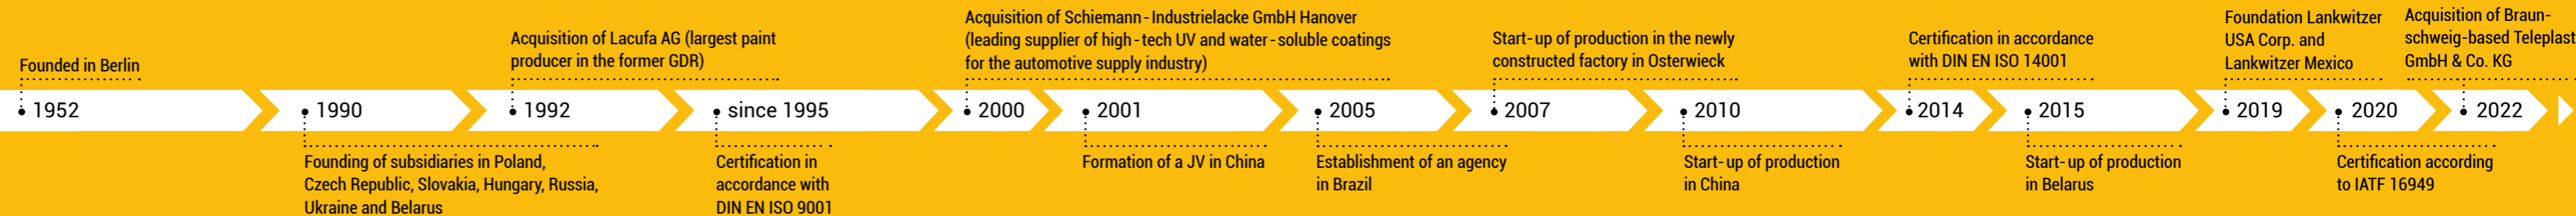 Founded in Berlin
1952
1990
Founding of subsidiaries in Poland,
Czech Republic, Slovakia, Hungary, Russia,
Ukraine and Belarus
Acquisition of Lacufa AG (largest paint
producer in the former GDR)
1992
since 1995
Certification in
accordance with
DIN EN ISO 9001
Acquisition of Schiemann-Industrielacke GmbH Hanover
(leading supplier of high-tech UV and water-soluble coatings
for the automotive supply industry)
2000
2001
Formation of a JV in China
2005
Establishment of an agency
in Brazil
Start-up of production in the newly
constructed factory in Osterwieck
2007
2010
Start-up of production
in China
Certification in accordance
with DIN EN ISO 14001
2014
2015
Start-up of production
in Belarus
Foundation Lankwitzer
USA Corp. and
Lankwitzer Mexico
2019
2020
Certification according
to IATF 16949
Acquisition of Braun-
schweig-based Teleplast
GmbH & Co. KG
2022